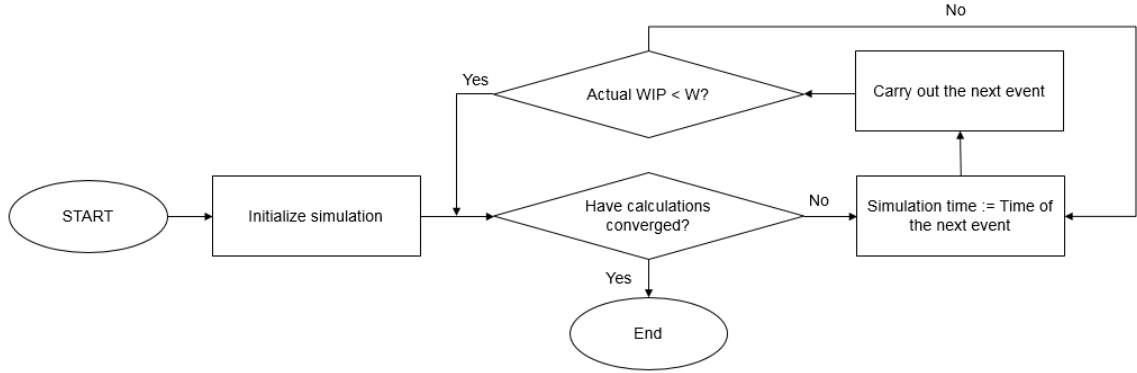 No
Yes
Actual WIP < W?
Carry out the next event
START
Initialize simulation
Have calculations
converged?
No
Simulation time := Time of
the next event
Yes
End